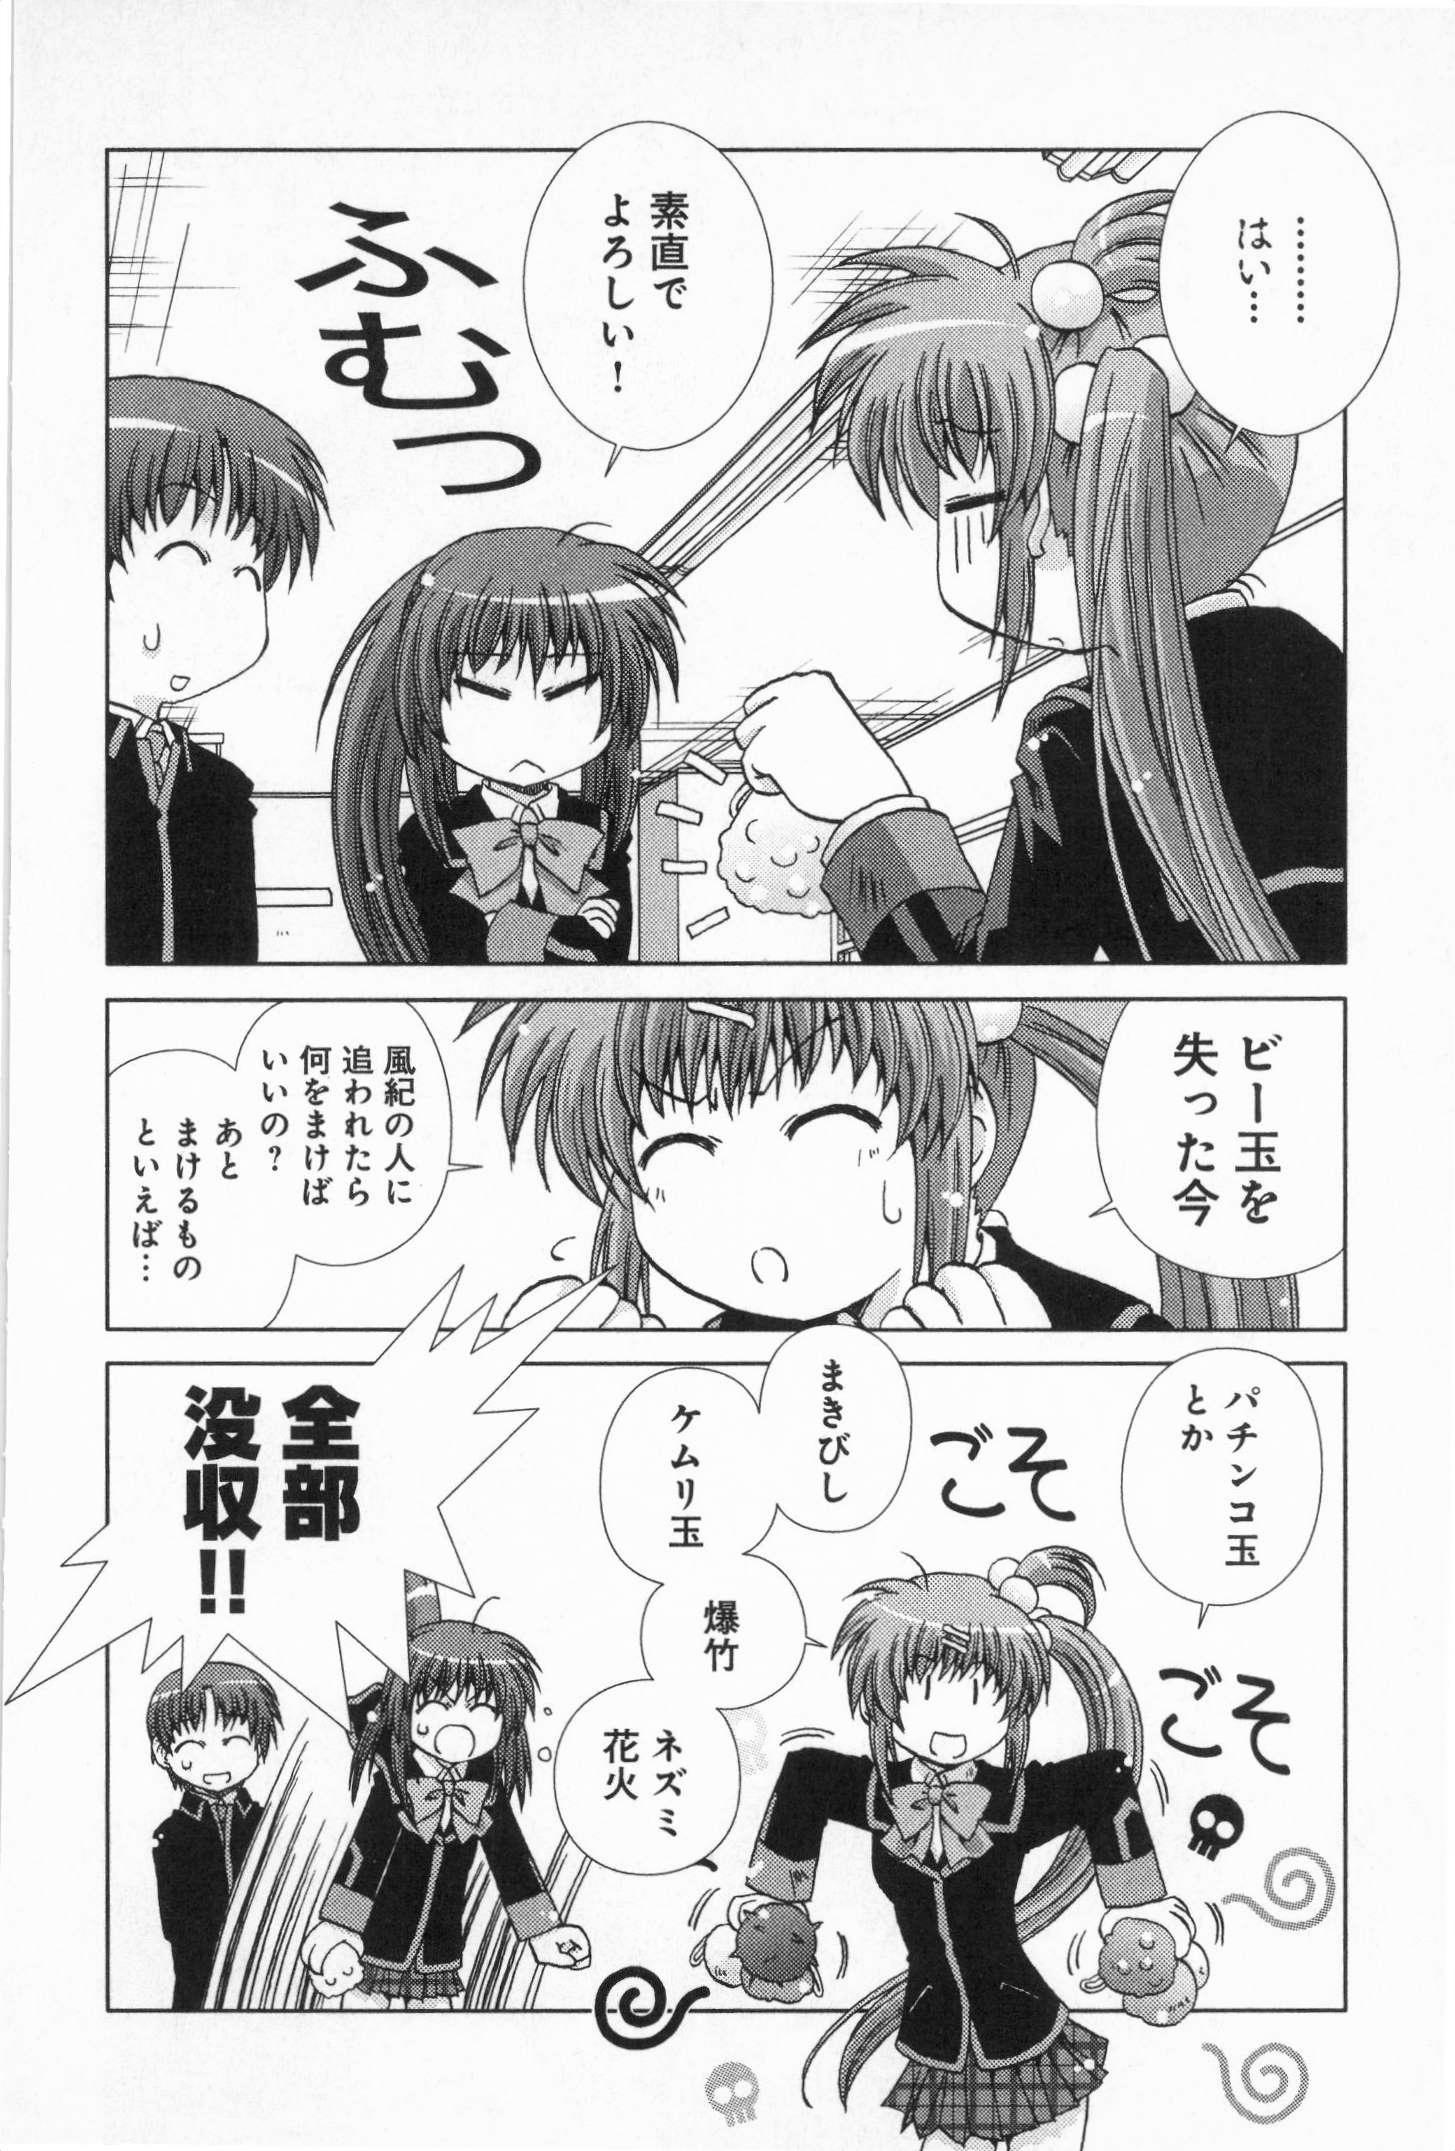 ………
はい…
素直で
よろしい！
ふむっ
ビー玉を
失った今
風紀の人に
追われたら
何をまけば
いいの？
あと
まけるもの
といえば…
パチンコ玉
とか
ごそ
ごそ
まきびし
ケムリ玉
爆竹
ネズミ
花火
全部
没収!!